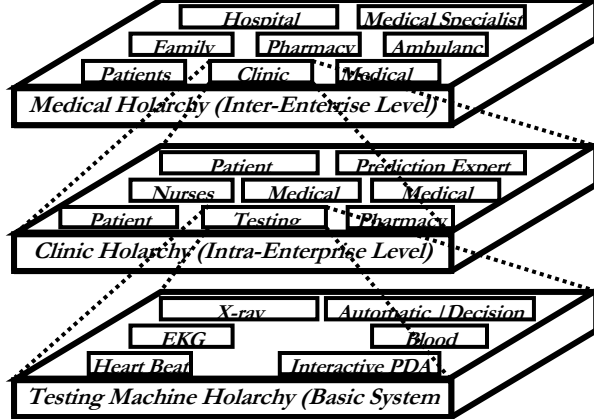 Hospital Medical Specialist
Family Pharmacy Ambulanc
Patients Clinic Medical
Medical Holarchy (Inter-Enterrise Level)
Patient Prediction Expert
Nurses Medical Medical
Patient Testing Pharmacy
Clinic Holarchy (Intra-Enterprise Level)
X-ray Automatic /Decision
EKG Blood
Heart Beat Interactive PDA
Testing Machine Holarchy (Basic System